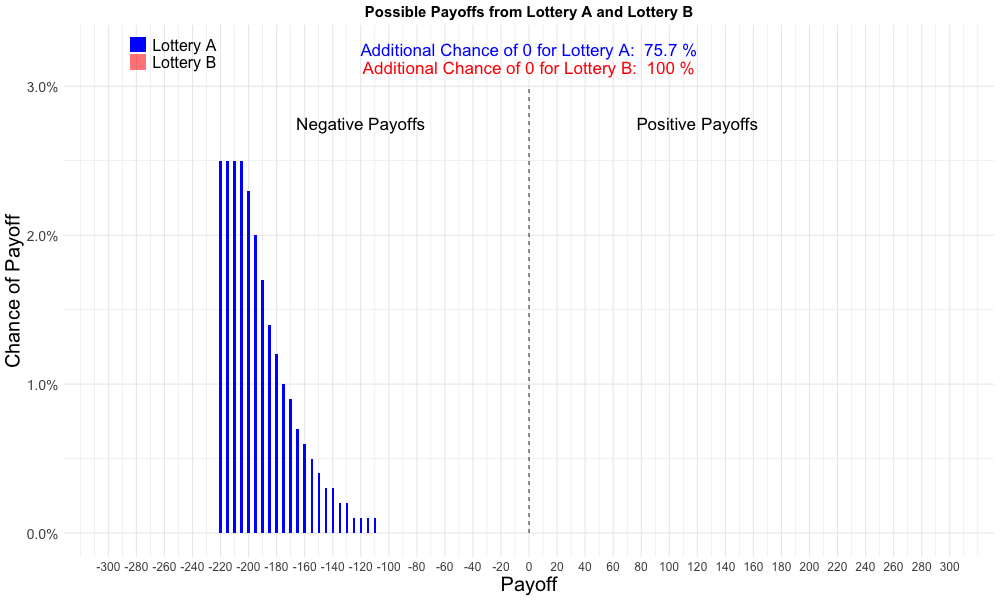 Possible Payoffs from Lottery A and Lottery B
Lottery A
Lottery B
Additional Chance of 0 for Lottery A:  75.7 %
Additional Chance of 0 for Lottery B:  100 %
Negative Payoffs
Positive Payoffs
Chance of Payoff
3.0%
2.0%
1.0%
0.0%
-300 -280 -260 -240 -220 -200 -180 -160 -140 -120 -100 -80 -60 -40 -20 0 20 40 60 80 100 120 140 160 180 200 220 240 260 280 300
Payoff